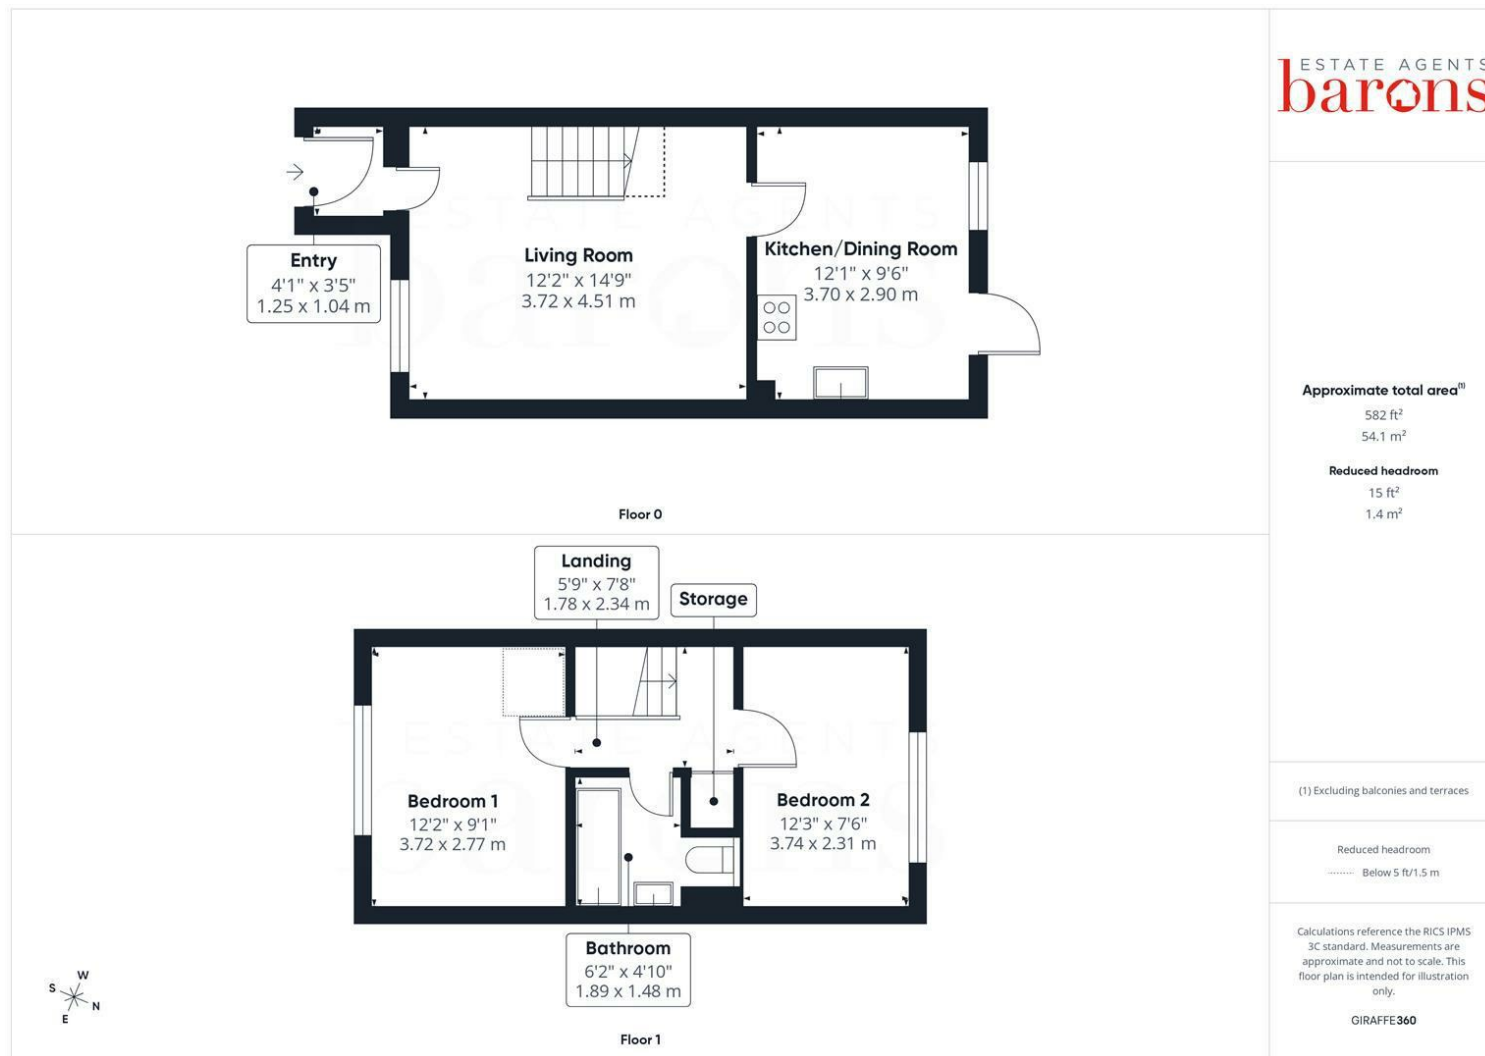 ESTATE AGENTS
barons
Entry
4'1" x 3'5"
1.25 x 1.04 m
Living Room
12'2" x 14'9"
3.72 x 4.51 m
Kitchen/Dining Room
12'1" x 9'6"
3.70 x 2.90 m
ESTATE AGENTS
barons
Floor 0
Landing
5'9" x 7'8"
1.78 x 2.34 m
Storage
Bedroom 1
12'2" x 9'1"
3.72 x 2.77 m
Bedroom 2
12'3" x 7'6"
3.74 x 2.31 m
ESTATE AGENTS
barons
Bathroom
6'2" x 4'10"
1.89 x 1.48 m
Floor 1
W
S
N
E
Approximate total area(1)
582 ft²
54.1 m²
Reduced headroom
15 ft²
1.4 m²
(1) Excluding balconies and terraces
Reduced headroom
Below 5 ft/1.5 m
Calculations reference the RICS IPMS
3C standard. Measurements are
approximate and not to scale. This
floor plan is intended for illustration
only.
GIRAFFE360